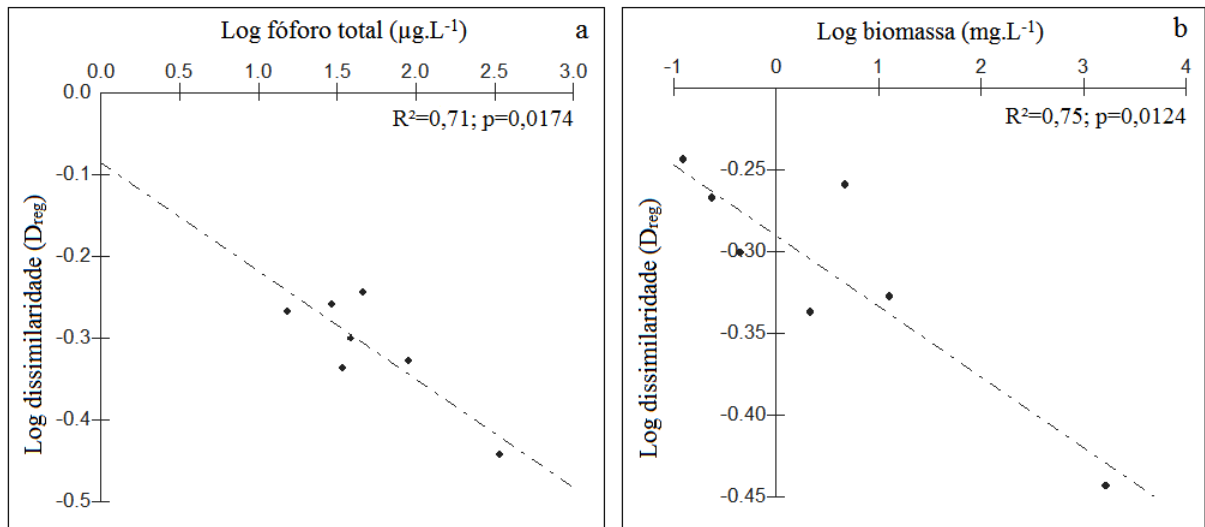 Log fóforo total (µg.L-1)
a
0.0 0.5 1.0 1.5 2.0 2.5 3.0
0.0
R²=0,71; p=0,0174
-0.1
-0.2
-0.3
-0.4
-0.5
Log dissimilaridade (Dreg)
Log biomassa (mg.L-1)
b
-1 0 1 2 3 4
R²=0,75; p=0,0124
-0.25
-0.30
-0.35
-0.40
-0.45
Log dissimilaridade (Dreg)